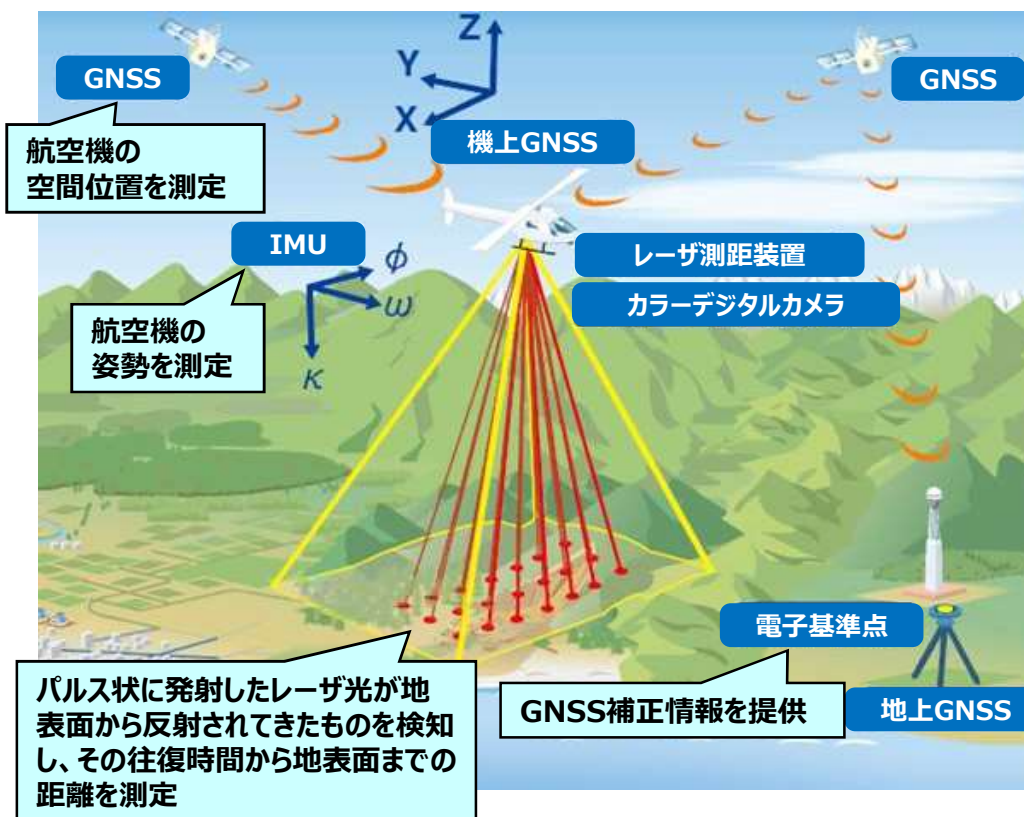 GNSS
GNSS
Z
Y
X
機上GNSS
航空機の
空間位置を測定
IMU
ϕ
ω
κ
レーザ測距装置
カラーデジタルカメラ
航空機の
姿勢を測定
電子基準点
パルス状に発射したレーザ光が地
表面から反射されてきたものを検知
し、その往復時間から地表面までの
距離を測定
GNSS補正情報を提供
地上GNSS